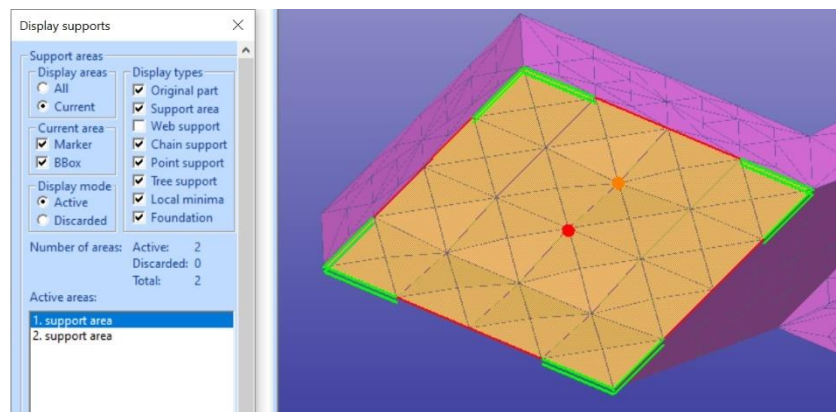 Display supports
Support areas
Display areas
All
Current
Current area
Marker
BBox
Display mode
Active
Discarded
Display types
Original part
Support area
Web support
Chain support
Point support
Tree support
Local minima
Foundation
Number of areas: Active: 2
Discarded: 0
Total: 2
Active areas:
1. support area
2. support area